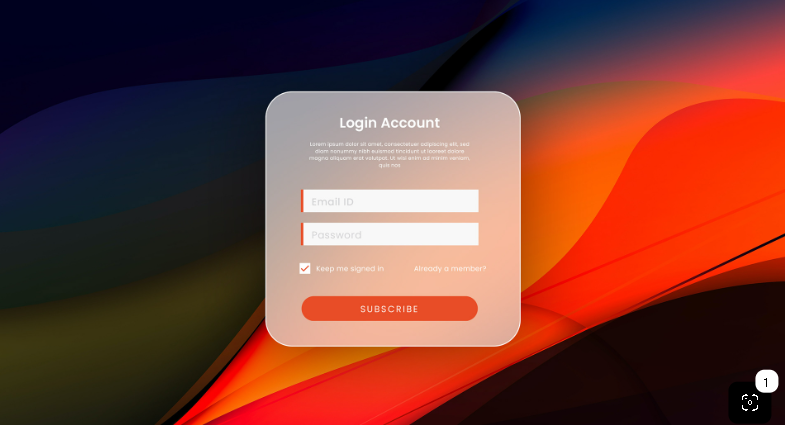 Login Account
Lorem ipsum dolor sit amet, consectetuer adipiscing elit, sed
diam nonummy nibh euismod tincidunt ut laoreet dolore
magna aliquam erat volutpat. Ut wisi enim ad minim veniam,
quis nos
Email ID
Password
Keep me signed in
Already a member?
SUBSCRIBE
1